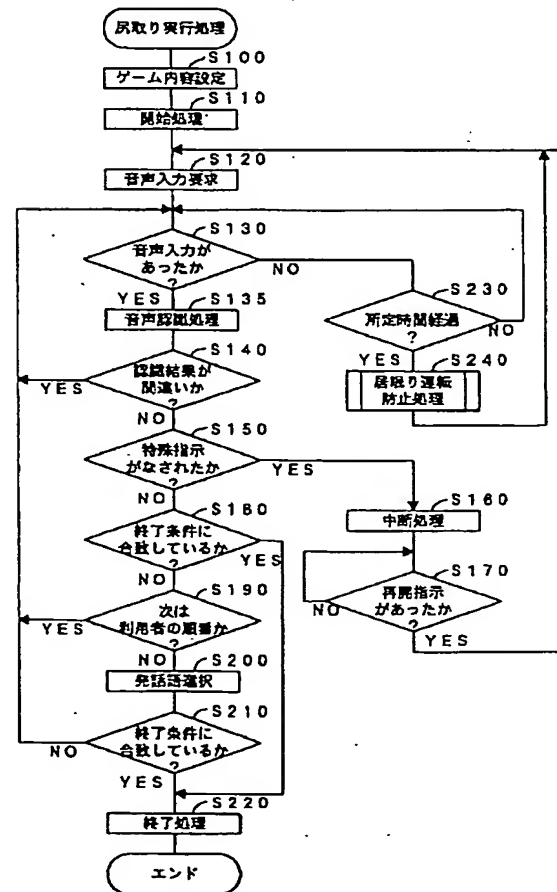 尻取り実行処理
S100
ゲーム内容設定
S110
開始処理
S120
音声入力要求
S130
音声入力が
あったか
?
NO
YES
S135
音声認識処理
S230
所定時間経過
?
NO
YES
S240
居眠り運転
防止処理
S140
認識結果が
間違いか
?
YES
NO
S150
特殊指示
がなされたか
?
YES
NO
S160
中断処理
S170
再開指示
があったか
?
NO
YES
S180
終了条件に
合致しているか
?
YES
NO
S190
次は
利用者の順番か
?
YES
NO
S200
発話語選択
S210
終了条件に
合致しているか
?
NO
YES
S220
終了処理
エンド